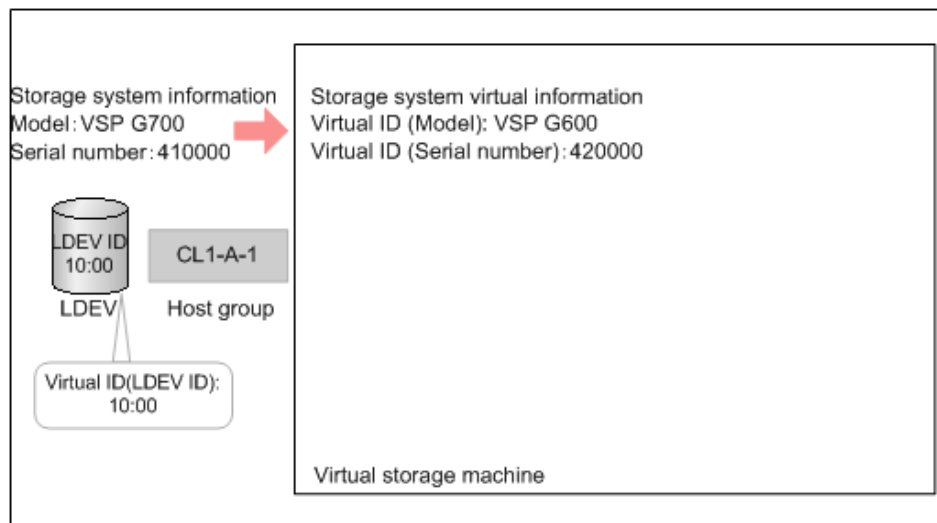 Storage system information
Model:VSP G700
Serial number:410000
Storage system virtual information
Virtual ID (Model): VSP G600
Virtual ID (Serial number):420000
LDEV ID
10:00
LDEV
CL1-A-1
Host group
Virtual ID(LDEV ID):
10:00
Virtual storage machine